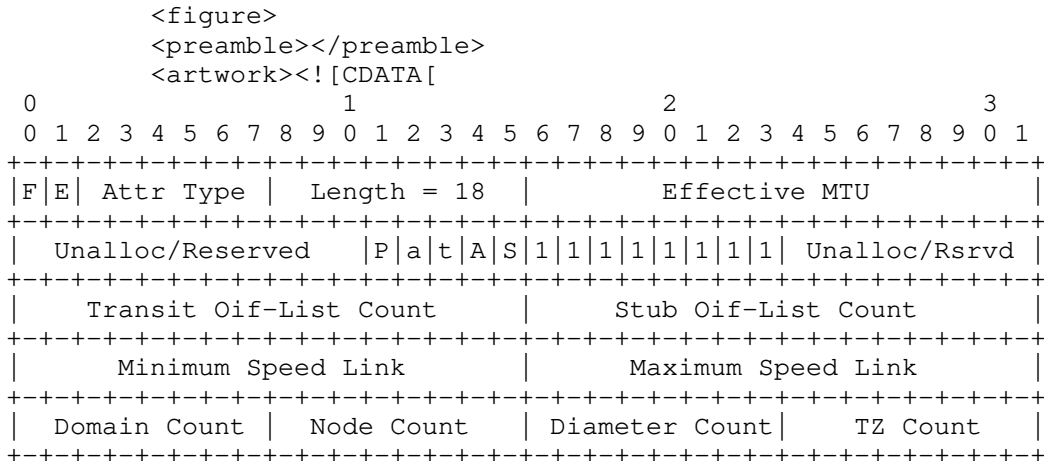 <figure>
<preamble></preamble>
<artwork><![CDATA[
 0                   1                   2                   3
 0 1 2 3 4 5 6 7 8 9 0 1 2 3 4 5 6 7 8 9 0 1 2 3 4 5 6 7 8 9 0 1
+-+-+-+-+-+-+-+-+-+-+-+-+-+-+-+-+-+-+-+-+-+-+-+-+-+-+-+-+-+-+-+-+
|F|E| Attr Type |  Length = 18  |        Effective MTU          |
+-+-+-+-+-+-+-+-+-+-+-+-+-+-+-+-+-+-+-+-+-+-+-+-+-+-+-+-+-+-+-+-+
|  Unalloc/Reserved   |P|a|t|A|S|1|1|1|1|1|1|1|1| Unalloc/Rsrvd |
+-+-+-+-+-+-+-+-+-+-+-+-+-+-+-+-+-+-+-+-+-+-+-+-+-+-+-+-+-+-+-+-+
|    Transit Oif-List Count     |       Stub Oif-List Count     |
+-+-+-+-+-+-+-+-+-+-+-+-+-+-+-+-+-+-+-+-+-+-+-+-+-+-+-+-+-+-+-+-+
|      Minimum Speed Link       |      Maximum Speed Link       |
+-+-+-+-+-+-+-+-+-+-+-+-+-+-+-+-+-+-+-+-+-+-+-+-+-+-+-+-+-+-+-+-+
|  Domain Count |  Node Count   | Diameter Count|    TZ Count   |
+-+-+-+-+-+-+-+-+-+-+-+-+-+-+-+-+-+-+-+-+-+-+-+-+-+-+-+-+-+-+-+-+